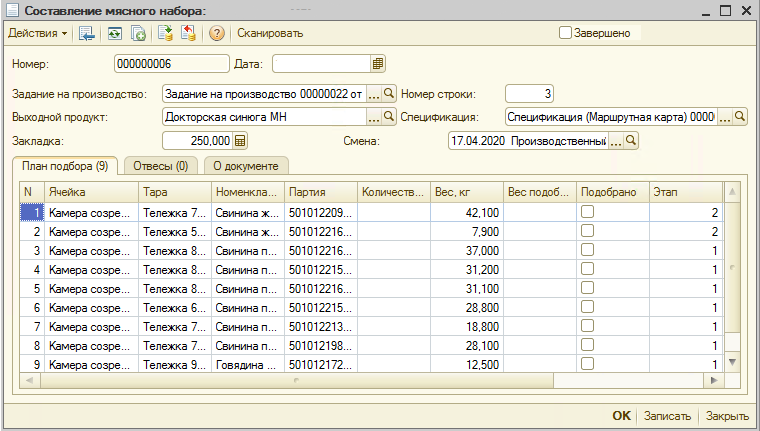 Составление мясного набора:
Действия Сканировать Завершено
Номер: 000000006 Дата:
Задание на производство: Задание на производство 00000022 от ... Номер строки: 3
Выходной продукт: Докторская синюга МН ... Спецификация: Спецификация (Маршрутная карта) 0000 ...
Закладка: 250,000 Смена: 17.04.2020 Производственный ...
План подбора (9) Отвесы (0) О документе
N Ячейка Тара Номенкла... Партия Количеств... Вес, кг Вес подоб... Подобрано Этап
1 Камера созре... Тележка 7... Свинина ж... 501012209... 42,100 2
2 Камера созре... Тележка 5... Свинина ж... 501012216... 7,900 2
3 Камера созре... Тележка 8... Свинина п... 501012216... 37,000 1
4 Камера созре... Тележка 8... Свинина п... 501012215... 31,200 1
5 Камера созре... Тележка 8... Свинина п... 501012216... 31,100 1
6 Камера созре... Тележка 6... Свинина п... 501012215... 28,800 1
7 Камера созре... Тележка 7... Свинина п... 501012213... 18,800 1
8 Камера созре... Тележка 7... Свинина п... 501012198... 28,100 1
9 Камера созре... Тележка 9... Говядина ... 501012172... 12,500 1
OK Записать Закрыть